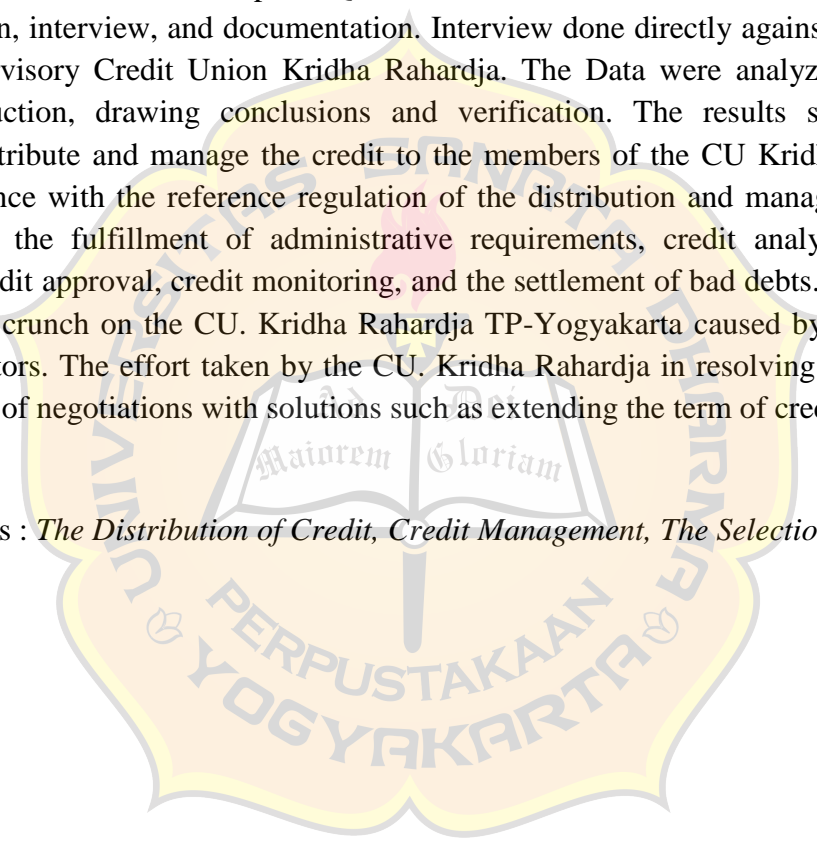 n, interview, and documentation. Interview done directly agains
visory Credit Union Kridha Rahardja. The Data were analyz
uction, drawing conclusions and verification. The results s
tribute and manage the credit to the members of the CU Kridh
nce with the reference regulation of the distribution and manag
the fulfillment of administrative requirements, credit analy
dit approval, credit monitoring, and the settlement of bad debts.
crunch on the CU. Kridha Rahardja TP-Yogyakarta caused by
tors. The effort taken by the CU. Kridha Rahardja in resolving
of negotiations with solutions such as extending the term of cred
s : The Distribution of Credit, Credit Management, The Selectio
UNIVERSITAS SANATA DHARMA
Ad Dei
Maiorem Gloriam
PERPUSTAKAAN
YOGYAKARTA